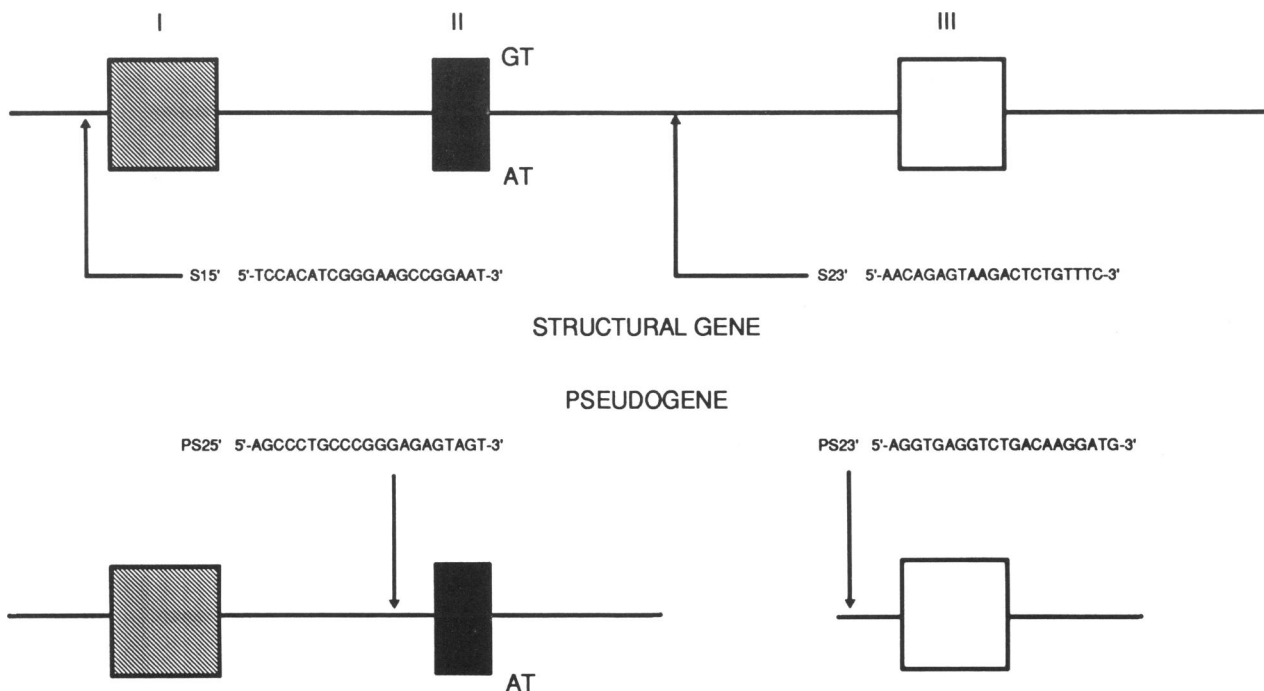 I II III
GT
AT
S15' 5'-TCCACATCGGGAAGCCGGAAT-3' S23' 5'-AACAGAGTAAGACTCTGTTTC-3'
STRUCTURAL GENE
PSEUDOGENE
PS25' 5'-AGCCCTGCCCGGGAGAGTAGT-3' PS23' 5'-AGGTGAGGTCTGACAAGGATG-3'
AT